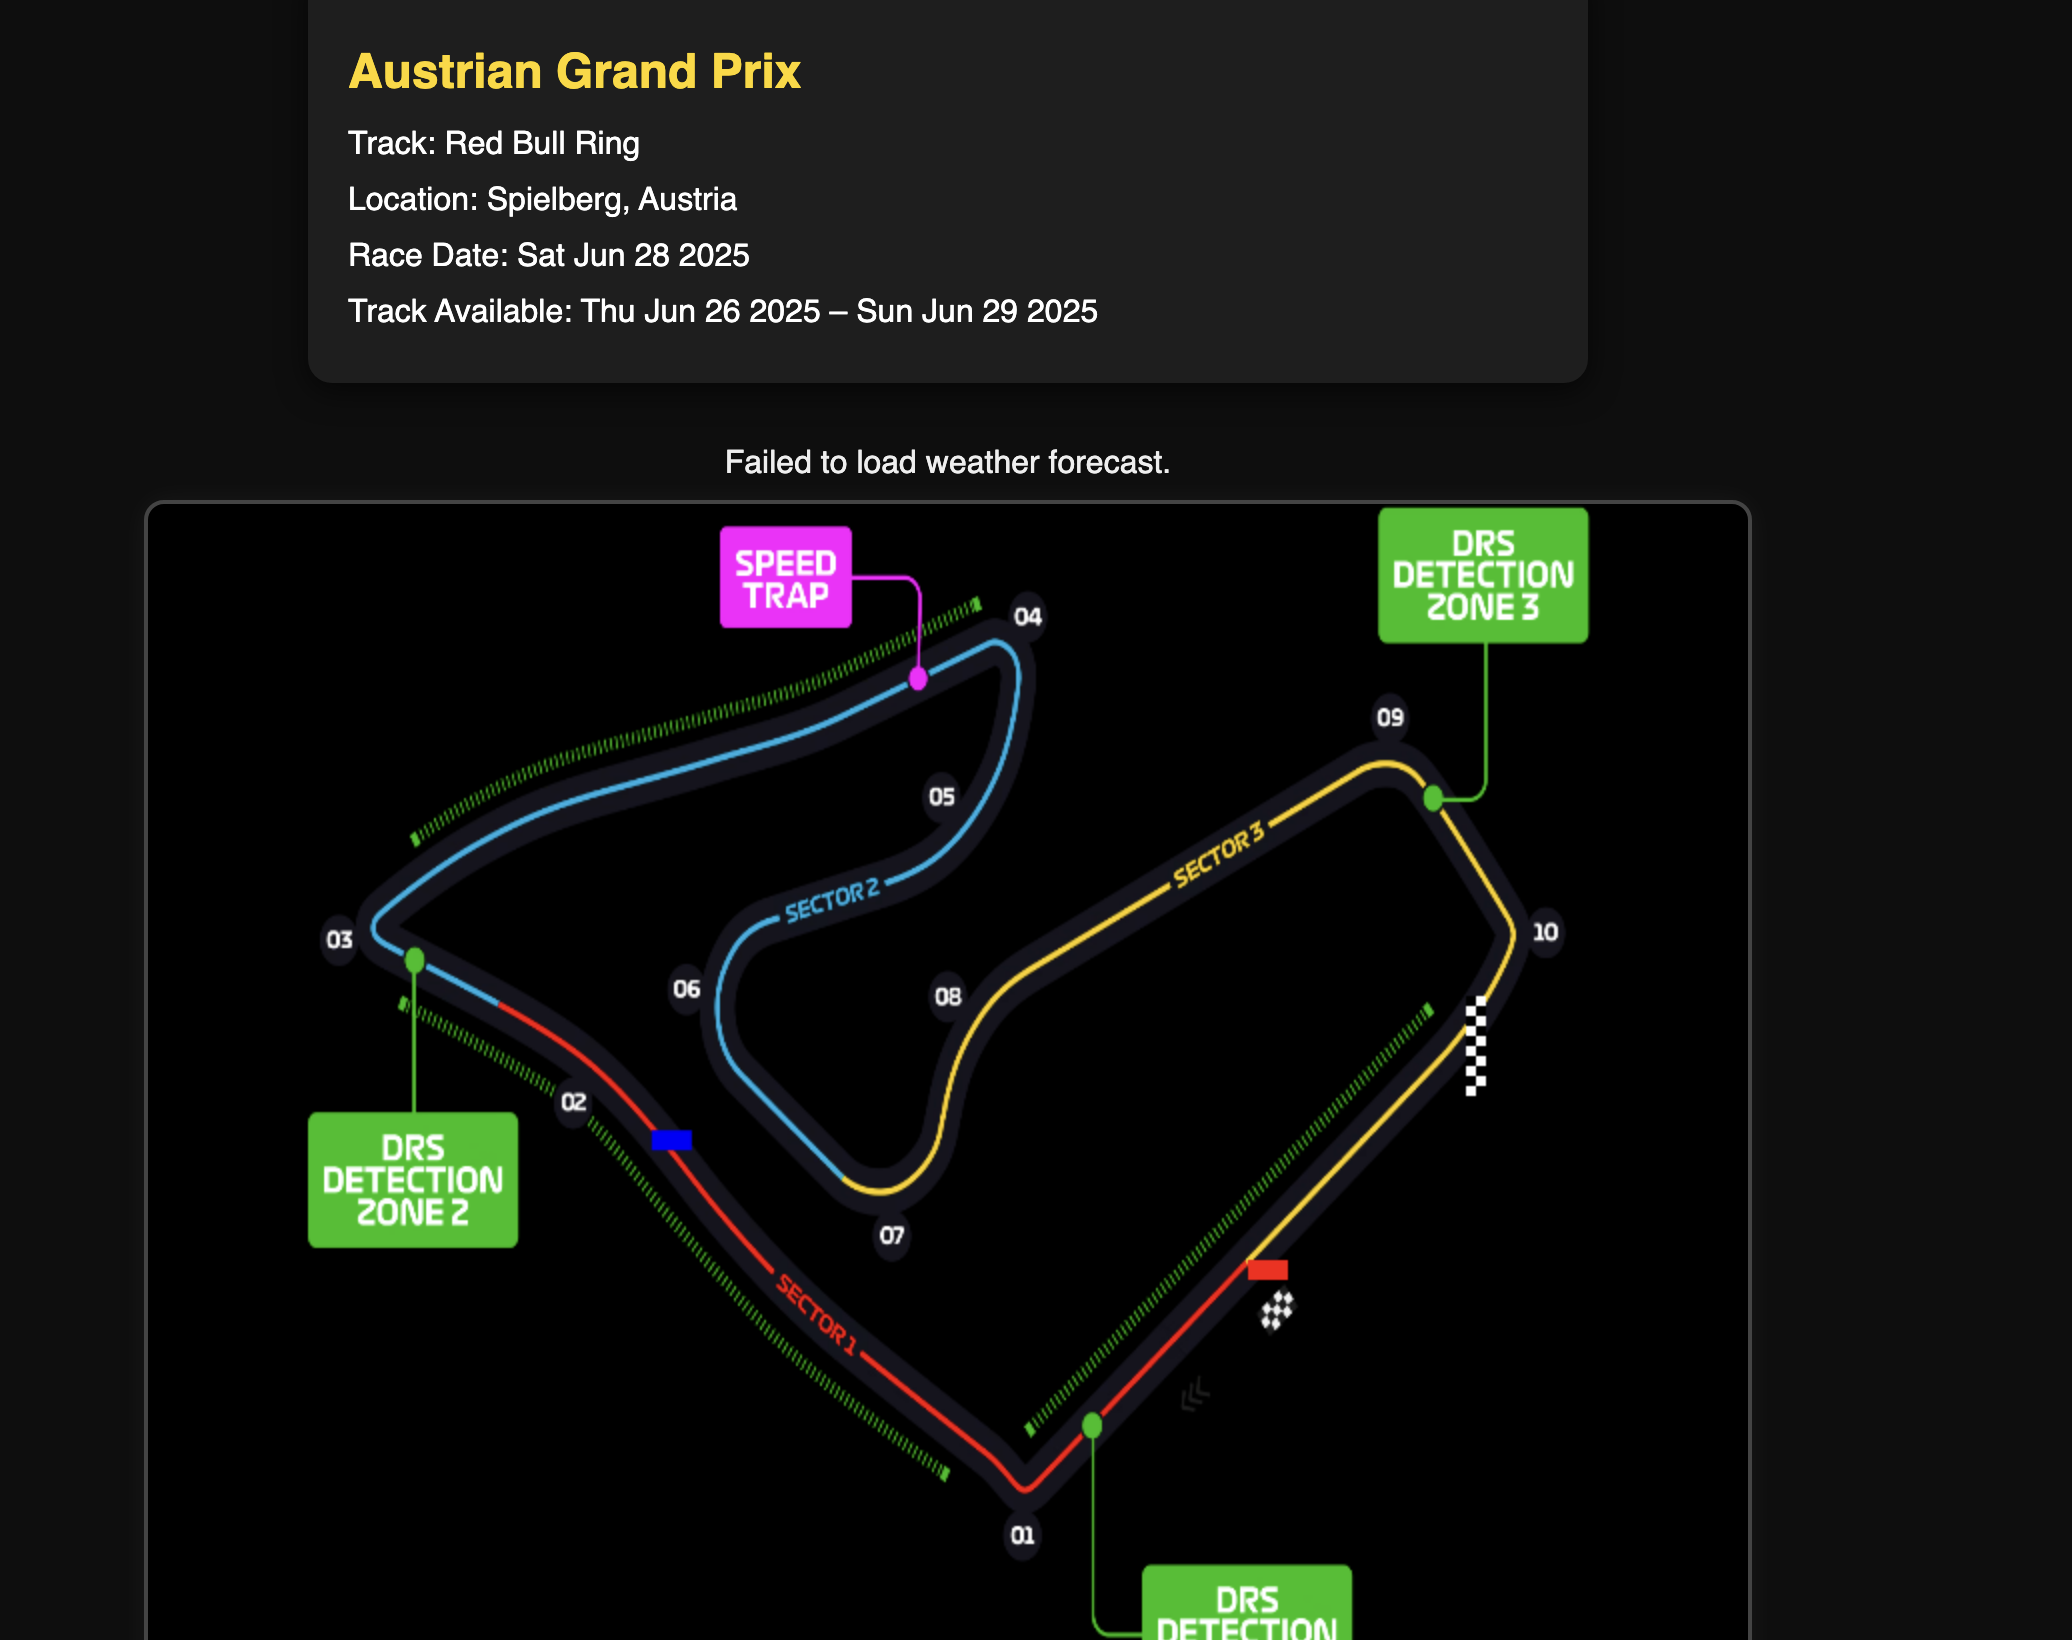 Austrian Grand Prix
Track: Red Bull Ring
Location: Spielberg, Austria
Race Date: Sat Jun 28 2025
Track Available: Thu Jun 26 2025 – Sun Jun 29 2025
Failed to load weather forecast.
SPEED
TRAP
DRS
DETECTION
ZONE 3
04
09
05
SECTOR 3
SECTOR 2
03
10
06
08
02
DRS
DETECTION
ZONE 2
07
SECTOR 1
01
DRS
DETECTION